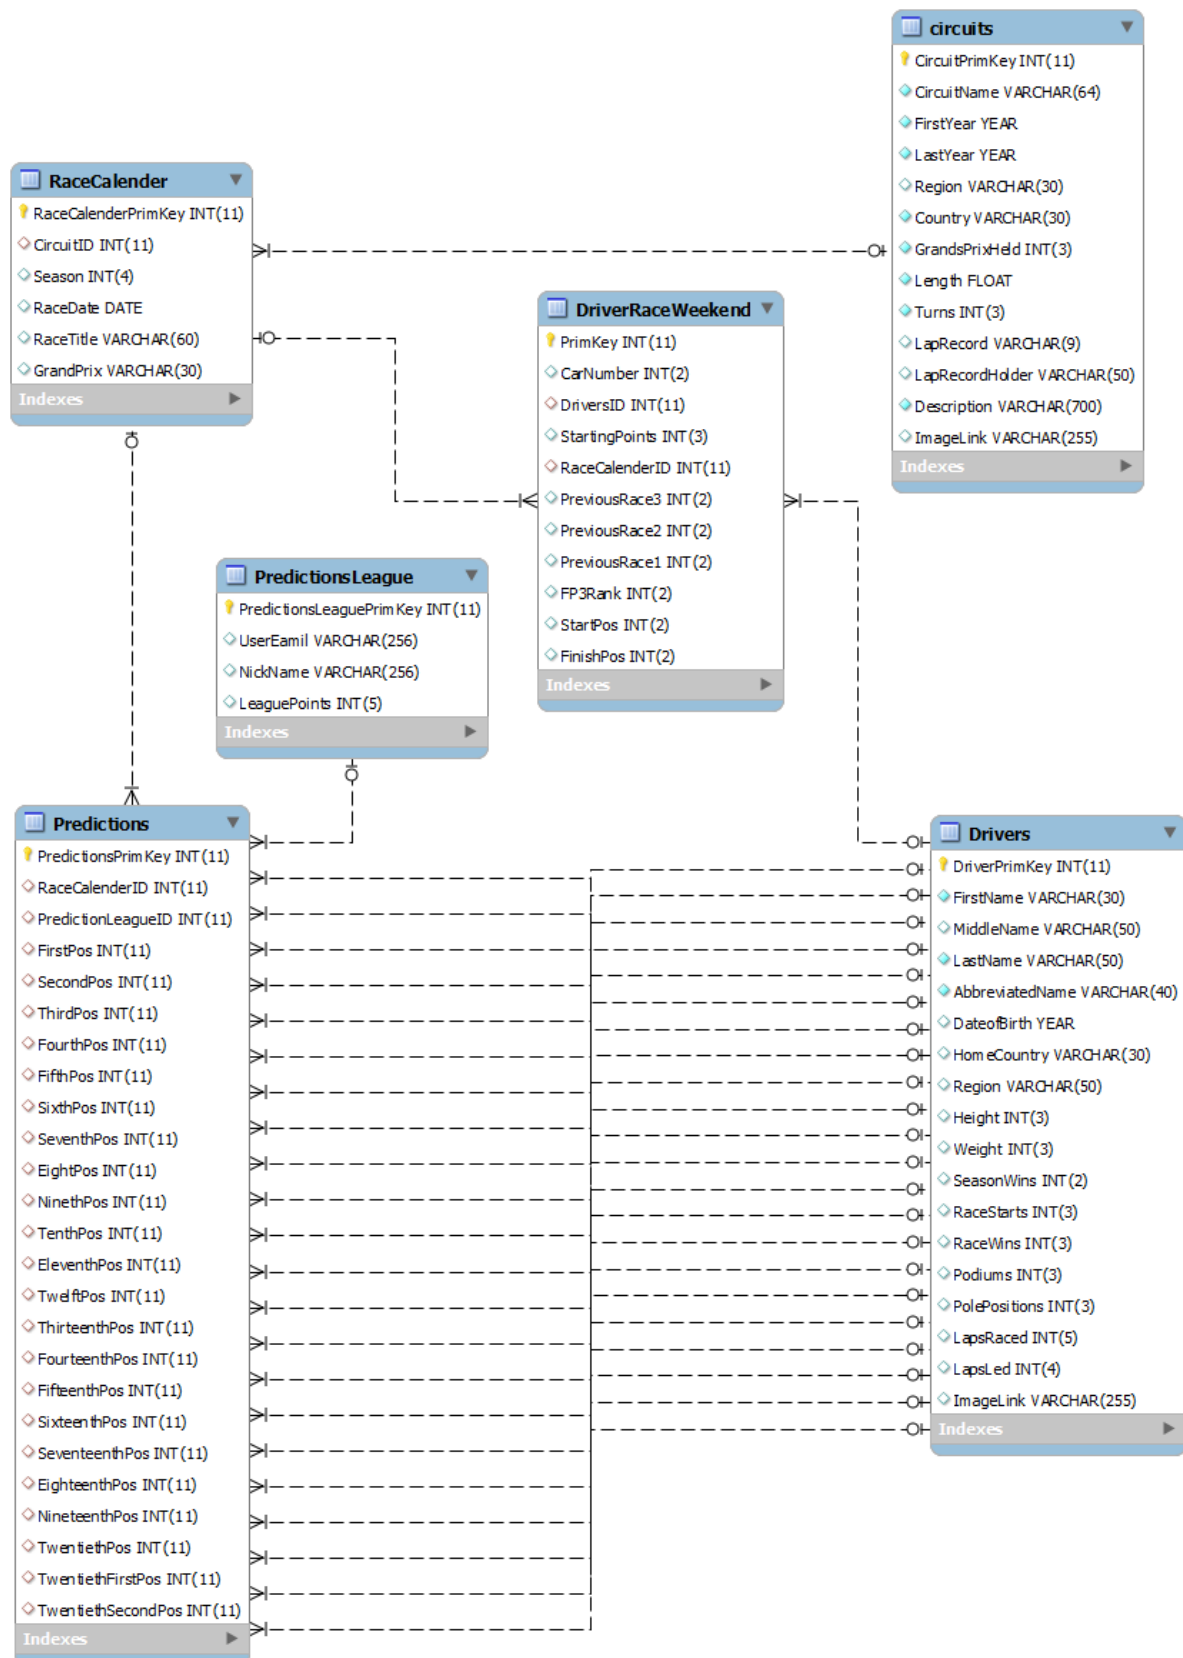 circuits
CircuitPrimKey INT(11)
CircuitName VARCHAR(64)
FirstYear YEAR
LastYear YEAR
Region VARCHAR(30)
Country VARCHAR(30)
GrandsPrixHeld INT(3)
Length FLOAT
Turns INT(3)
LapRecord VARCHAR(9)
LapRecordHolder VARCHAR(50)
Description VARCHAR(700)
ImageLink VARCHAR(255)
Indexes
RaceCalender
RaceCalenderPrimKey INT(11)
CircuitID INT(11)
Season INT(4)
RaceDate DATE
RaceTitle VARCHAR(60)
GrandPrix VARCHAR(30)
Indexes
DriverRaceWeekend
PrimKey INT(11)
CarNumber INT(2)
DriversID INT(11)
StartingPoints INT(3)
RaceCalenderID INT(11)
PreviousRace3 INT(2)
PreviousRace2 INT(2)
PreviousRace1 INT(2)
FP3Rank INT(2)
StartPos INT(2)
FinishPos INT(2)
Indexes
PredictionsLeague
PredictionsLeaguePrimKey INT(11)
UserEamil VARCHAR(256)
NickName VARCHAR(256)
LeaguePoints INT(5)
Indexes
Predictions
PredictionsPrimKey INT(11)
RaceCalenderID INT(11)
PredictionLeagueID INT(11)
FirstPos INT(11)
SecondPos INT(11)
ThirdPos INT(11)
FourthPos INT(11)
FifthPos INT(11)
SixthPos INT(11)
SeventhPos INT(11)
EightPos INT(11)
NinethPos INT(11)
TenthPos INT(11)
EleventhPos INT(11)
TwelftPos INT(11)
ThirteenthPos INT(11)
FourteenthPos INT(11)
FifteenthPos INT(11)
SixteenthPos INT(11)
SeventeenthPos INT(11)
EighteenthPos INT(11)
NineteenthPos INT(11)
TwentiethPos INT(11)
TwentiethFirstPos INT(11)
TwentiethSecondPos INT(11)
Indexes
Drivers
DriverPrimKey INT(11)
FirstName VARCHAR(30)
MiddleName VARCHAR(50)
LastName VARCHAR(50)
AbbreviatedName VARCHAR(40)
DateofBirth YEAR
HomeCountry VARCHAR(30)
Region VARCHAR(50)
Height INT(3)
Weight INT(3)
SeasonWins INT(2)
RaceStarts INT(3)
RaceWins INT(3)
Podiums INT(3)
PolePositions INT(3)
LapsRaced INT(5)
LapsLed INT(4)
ImageLink VARCHAR(255)
Indexes